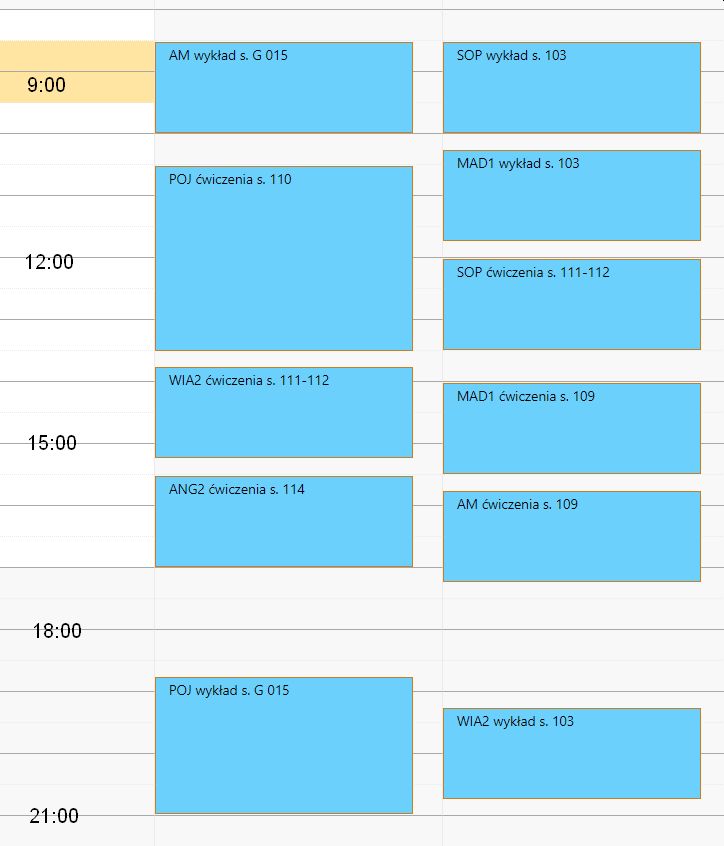 9:00
12:00
15:00
18:00
21:00
AM wykład s. G 015
POJ ćwiczenia s. 110
WIA2 ćwiczenia s. 111-112
ANG2 ćwiczenia s. 114
POJ wykład s. G 015
SOP wykład s. 103
MAD1 wykład s. 103
SOP ćwiczenia s. 111-112
MAD1 ćwiczenia s. 109
AM ćwiczenia s. 109
WIA2 wykład s. 103